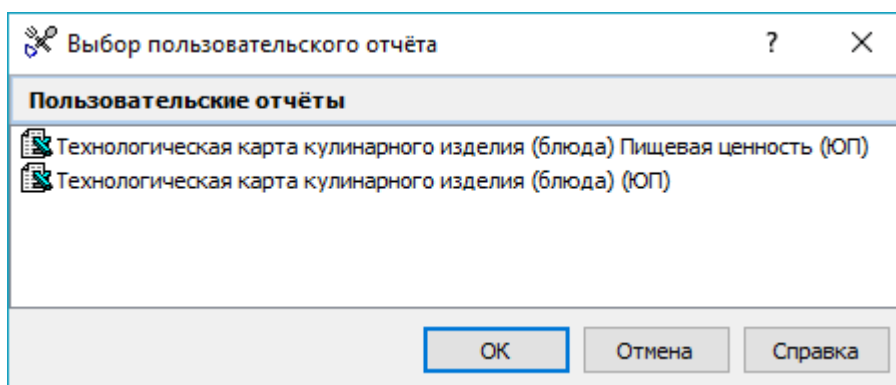 Выбор пользовательского отчёта ?
Пользовательские отчёты
Технологическая карта кулинарного изделия (блюда) Пищевая ценность (ЮП)
Технологическая карта кулинарного изделия (блюда) (ЮП)
ОК Отмена Справка